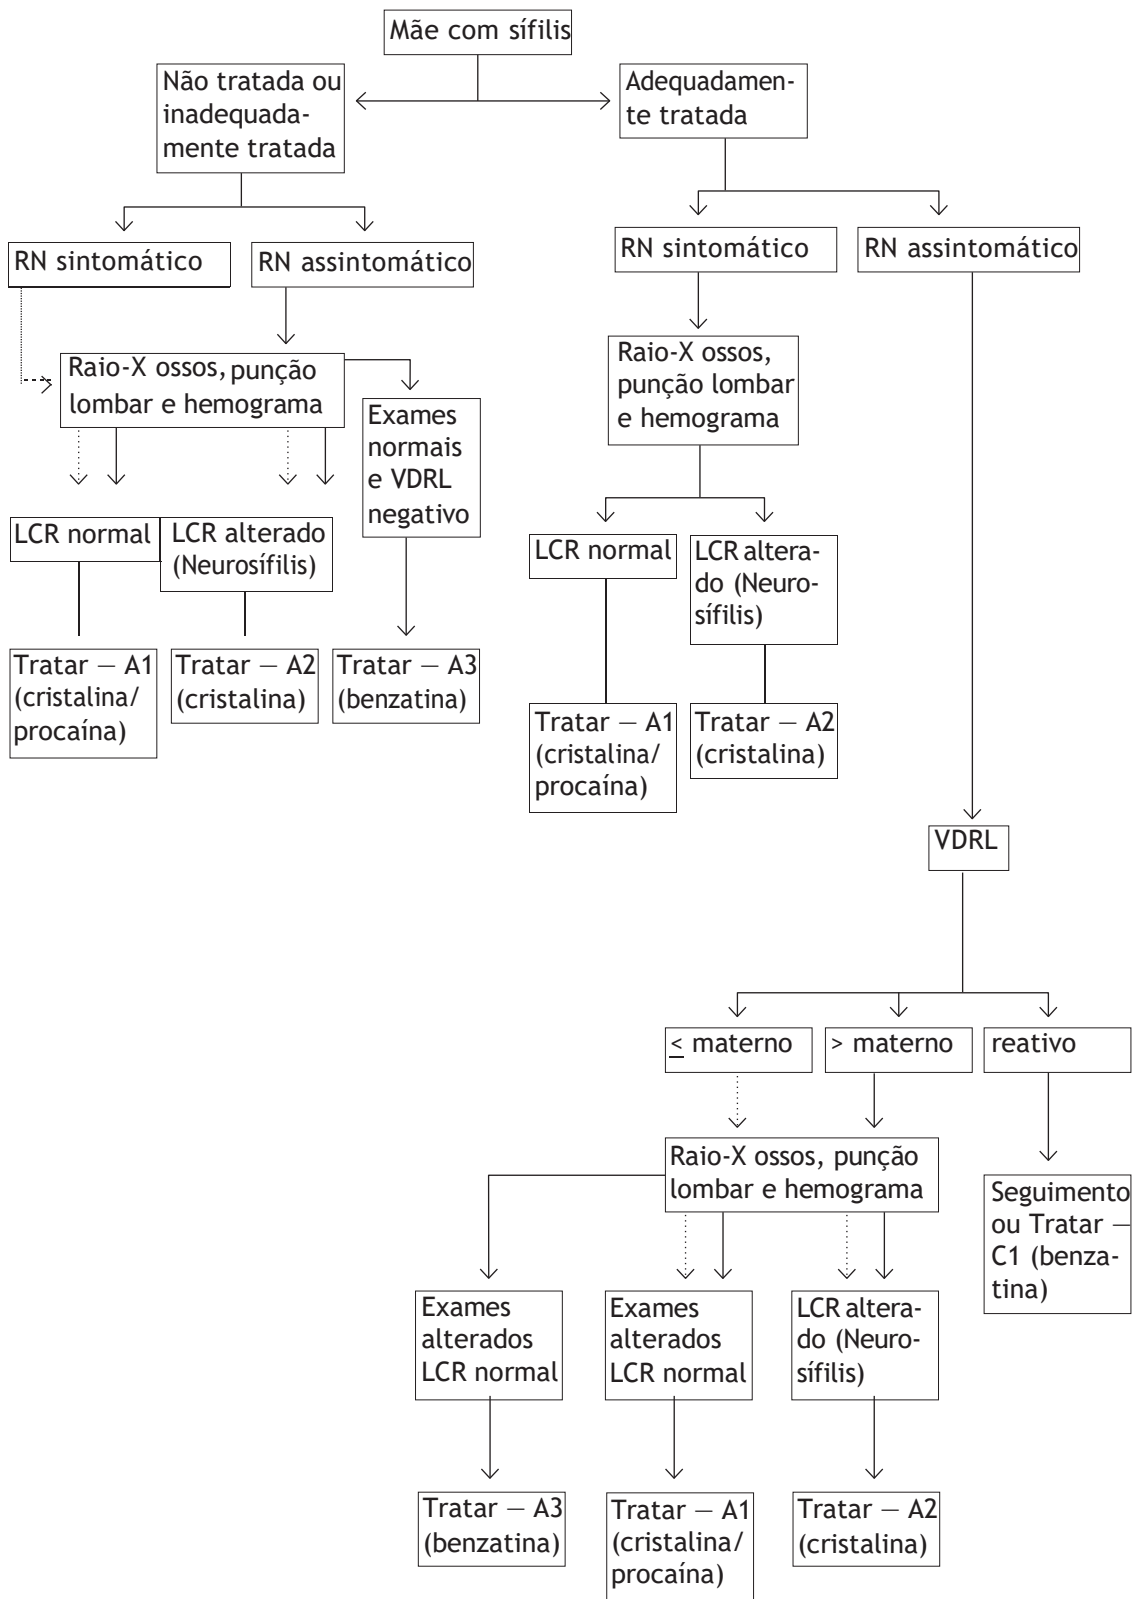 Mãe com sífilis
Não tratada ou
inadequada-
mente tratada
Adequadamen-
te tratada
RN sintomático
RN assintomático
RN sintomático
RN assintomático
Raio-X ossos, punção
lombar e hemograma
Exames
normais
e VDRL
negativo
Raio-X ossos,
punção lombar
e hemograma
LCR normal
LCR alterado
(Neurosífilis)
LCR normal
LCR altera-
do (Neuro-
sífilis)
Tratar — A1
(cristalina/
procaína)
Tratar — A2
(cristalina)
Tratar — A3
(benzatina)
Tratar — A1
(cristalina/
procaína)
Tratar — A2
(cristalina)
VDRL
≤ materno
> materno
reativo
Raio-X ossos, punção
lombar e hemograma
Seguimento
ou Tratar —
C1 (benza-
tina)
Exames
alterados
LCR normal
Exames
alterados
LCR normal
LCR altera-
do (Neuro-
sífilis)
Tratar — A3
(benzatina)
Tratar — A1
(cristalina/
procaína)
Tratar — A2
(cristalina)